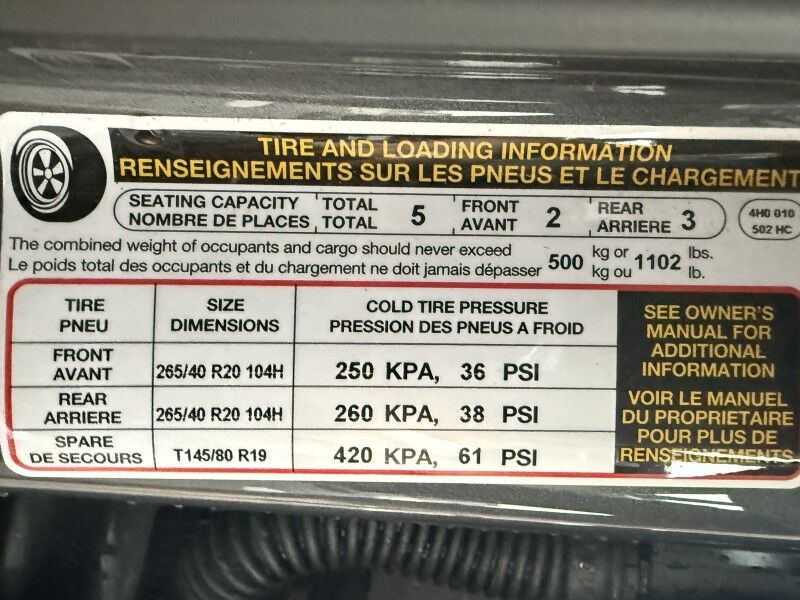 TIRE AND LOADING INFORMATION
RENSEIGNEMENTS SUR LES PNEUS ET LE CHARGEMENT
SEATING CAPACITY TOTAL 5 FRONT 2 REAR 3
NOMBRE DE PLACES TOTAL AVANT ARRIERE
4H0 010
502 HC
The combined weight of occupants and cargo should never exceed 500 kg or 1102 lbs.
Le poids total des occupants et du chargement ne doit jamais dépasser kg ou lb.
TIRE SIZE COLD TIRE PRESSURE
PNEU DIMENSIONS PRESSION DES PNEUS A FROID
FRONT
AVANT 265/40 R20 104H 250 KPA, 36 PSI
REAR
ARRIERE 265/40 R20 104H 260 KPA, 38 PSI
SPARE
DE SECOURS T145/80 R19 420 KPA, 61 PSI
SEE OWNER'S
MANUAL FOR
ADDITIONAL
INFORMATION
VOIR LE MANUEL
DU PROPRIETAIRE
POUR PLUS DE
RENSEIGNEMENTS